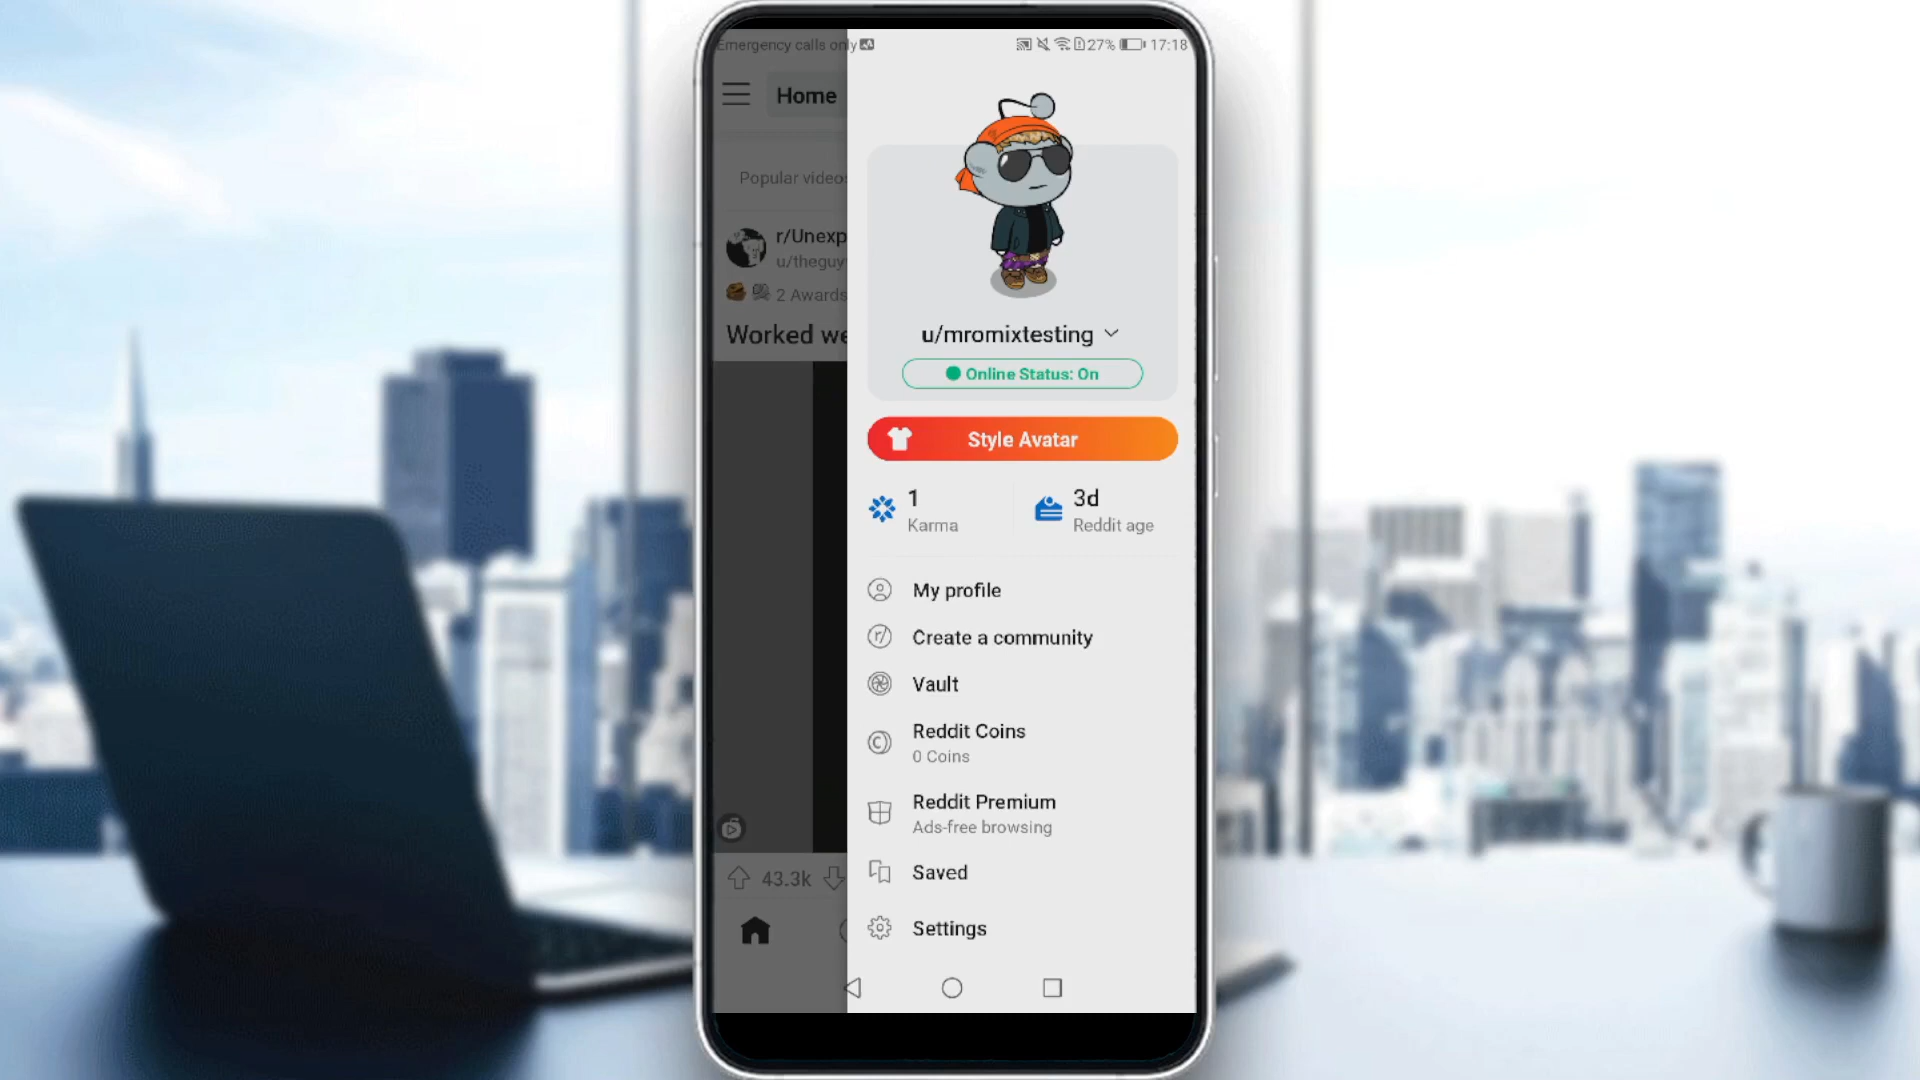 Emergency calls only
27% 17:18
Home
Popular videos
r/Unexp
u/theguy
2 Awards
Worked we
43.3k
u/mromixtesting
Online Status: On
Style Avatar
1
Karma
3d
Reddit age
My profile
Create a community
Vault
Reddit Coins
0 Coins
Reddit Premium
Ads-free browsing
Saved
Settings